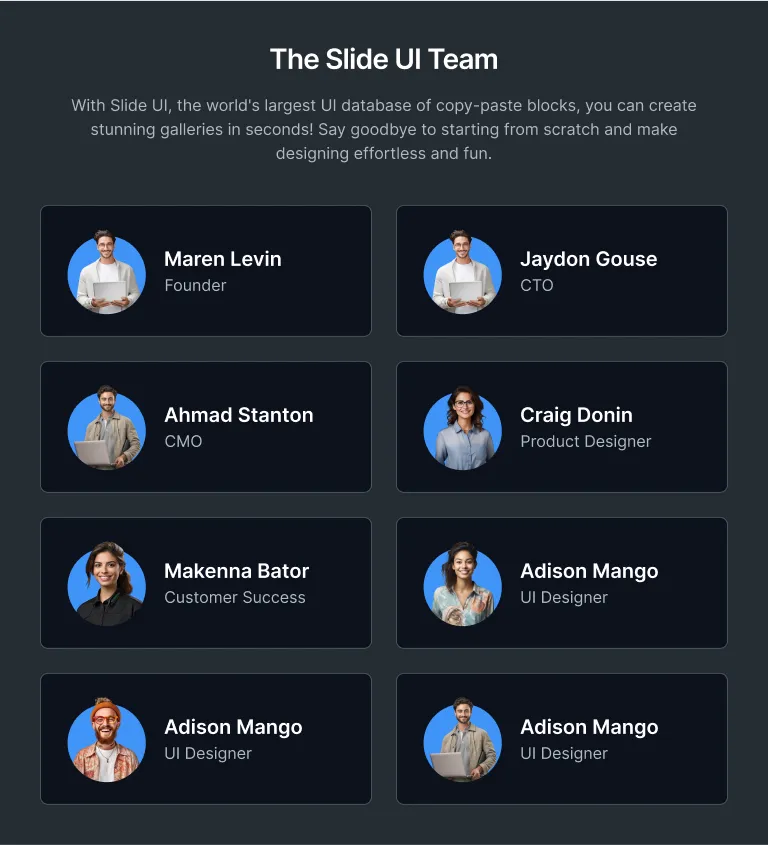 The Slide UI Team
With Slide UI, the world's largest UI database of copy-paste blocks, you can create
stunning galleries in seconds! Say goodbye to starting from scratch and make
designing effortless and fun.
Maren Levin
Founder
Jaydon Gouse
CTO
Ahmad Stanton
CMO
Craig Donin
Product Designer
Makenna Bator
Customer Success
Adison Mango
UI Designer
Adison Mango
UI Designer
Adison Mango
UI Designer